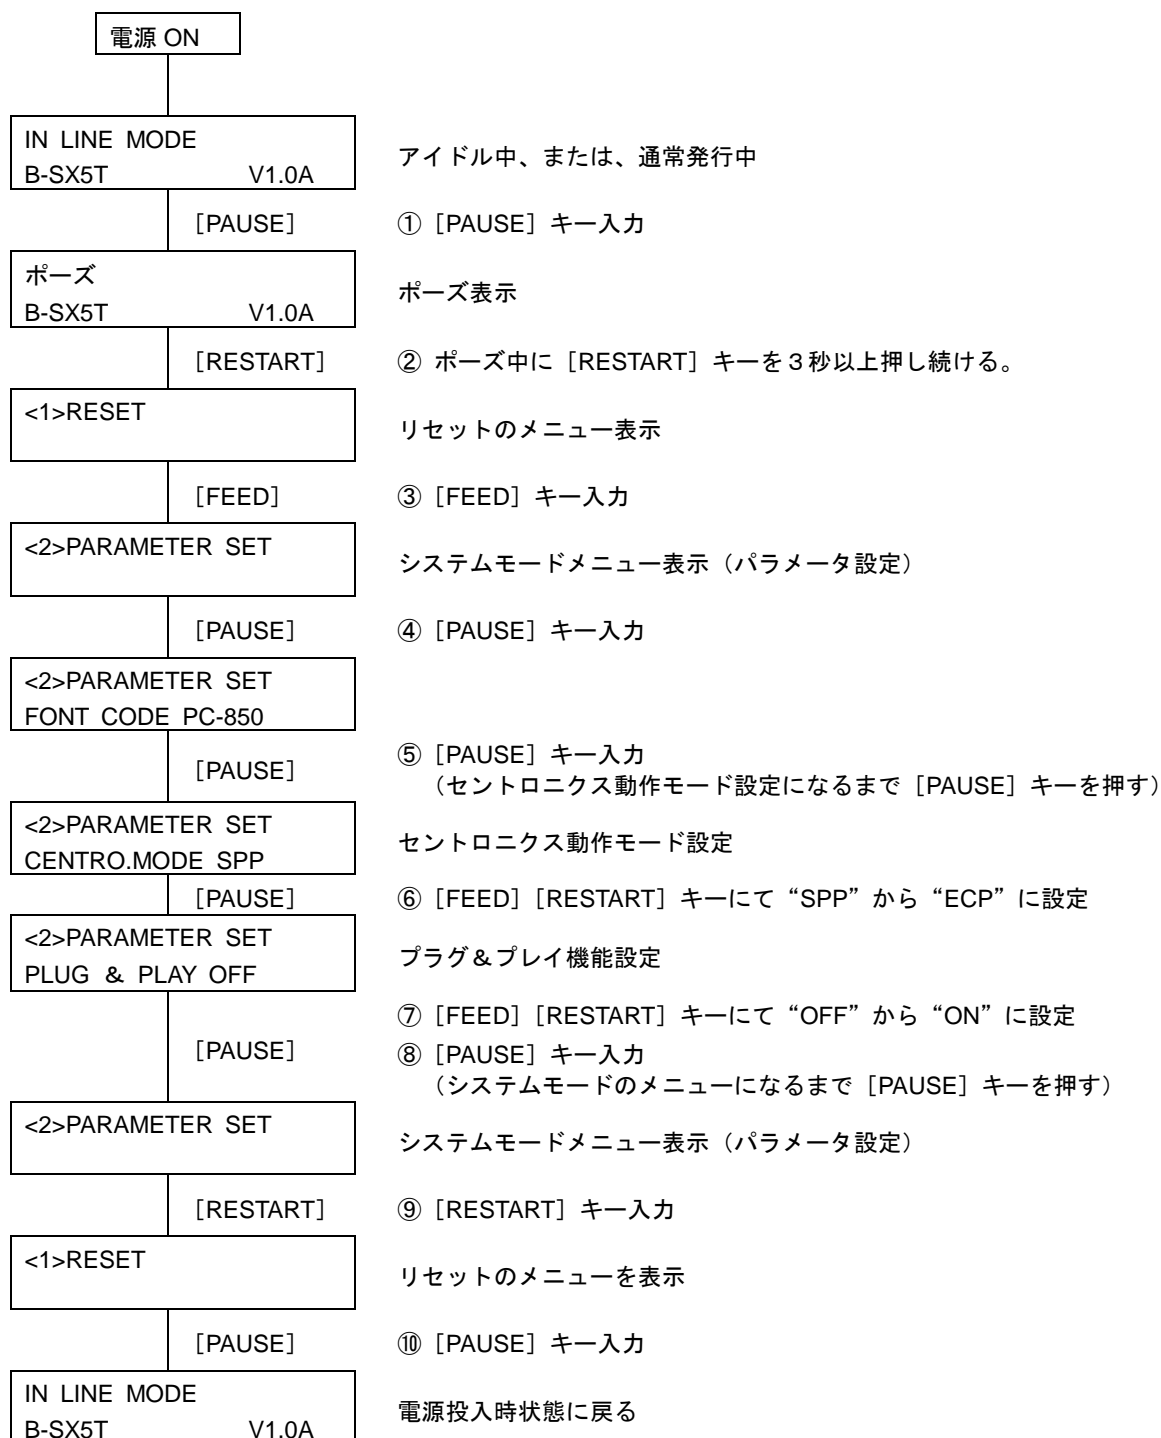 電源 ON
IN LINE MODE
B-SX5T V1.0A
アイドル中、または、通常発行中
［PAUSE］
①［PAUSE］キー入力
ポーズ
B-SX5T V1.0A
ポーズ表示
［RESTART］
② ポーズ中に［RESTART］キーを３秒以上押し続ける。
<1>RESET
リセットのメニュー表示
［FEED］
③［FEED］キー入力
<2>PARAMETER SET
システムモードメニュー表示（パラメータ設定）
［PAUSE］
④［PAUSE］キー入力
<2>PARAMETER SET
FONT CODE PC-850
［PAUSE］
⑤［PAUSE］キー入力
（セントロニクス動作モード設定になるまで［PAUSE］キーを押す）
<2>PARAMETER SET
CENTRO.MODE SPP
セントロニクス動作モード設定
［PAUSE］
⑥［FEED］［RESTART］キーにて“SPP”から“ECP”に設定
<2>PARAMETER SET
PLUG & PLAY OFF
プラグ＆プレイ機能設定
⑦［FEED］［RESTART］キーにて“OFF”から“ON”に設定
［PAUSE］
⑧［PAUSE］キー入力
（システムモードのメニューになるまで［PAUSE］キーを押す）
<2>PARAMETER SET
システムモードメニュー表示（パラメータ設定）
［RESTART］
⑨［RESTART］キー入力
<1>RESET
リセットのメニューを表示
［PAUSE］
⑩［PAUSE］キー入力
IN LINE MODE
B-SX5T V1.0A
電源投入時状態に戻る